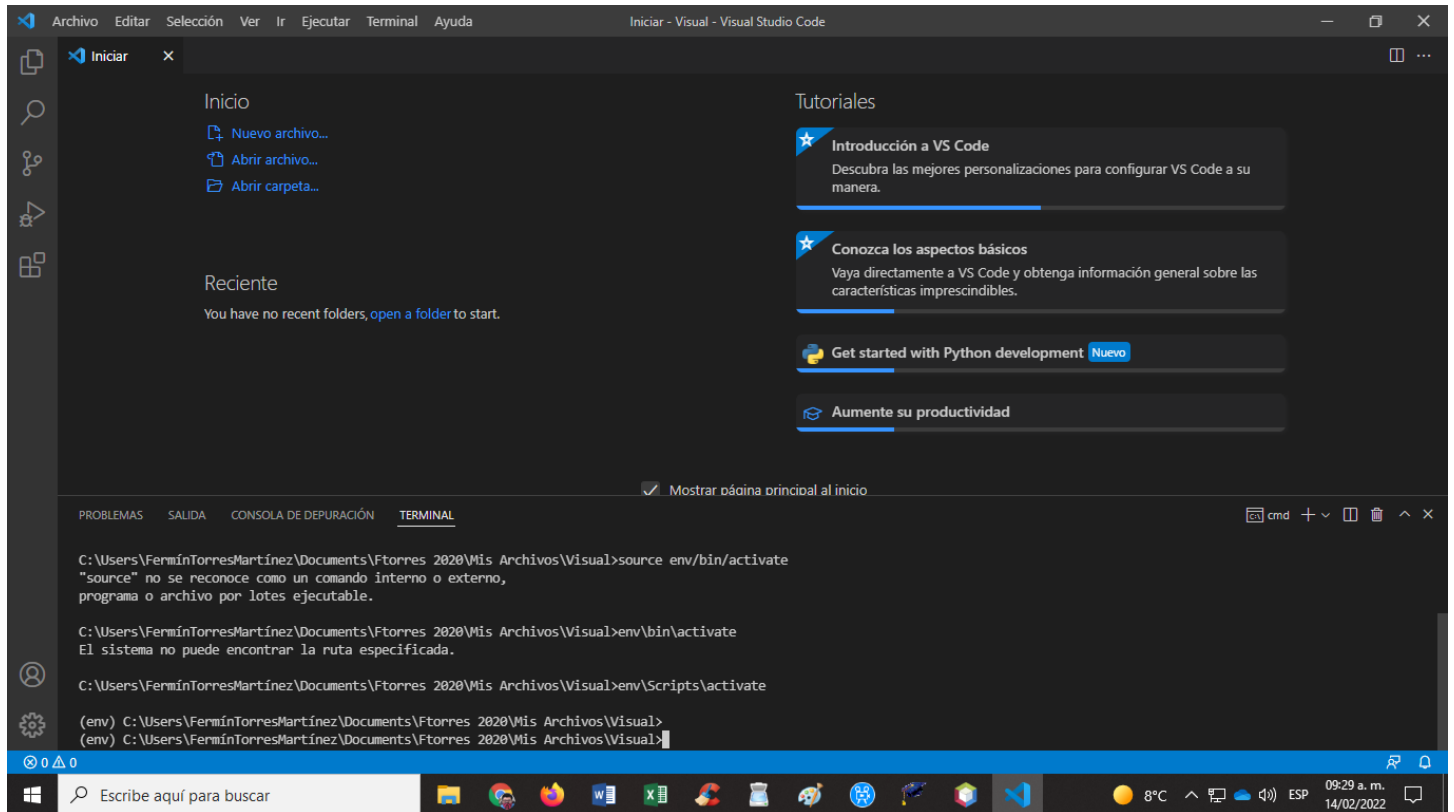 Archivo Editar Selección Ver Ir Ejecutar Terminal Ayuda
Iniciar - Visual - Visual Studio Code
Iniciar
Inicio
Nuevo archivo...
Abrir archivo...
Abrir carpeta...
Reciente
You have no recent folders, open a folder to start.
Tutoriales
Introducción a VS Code
Descubra las mejores personalizaciones para configurar VS Code a su
manera.
Conozca los aspectos básicos
Vaya directamente a VS Code y obtenga información general sobre las
características imprescindibles.
Get started with Python development Nuevo
Aumente su productividad
Mostrar página principal al inicio
PROBLEMAS SALIDA CONSOLA DE DEPURACIÓN TERMINAL
cmd
C:\Users\FermínTorresMartínez\Documents\Ftorres 2020\Mis Archivos\Visual>source env/bin/activate
"source" no se reconoce como un comando interno o externo,
programa o archivo por lotes ejecutable.
C:\Users\FermínTorresMartínez\Documents\Ftorres 2020\Mis Archivos\Visual>env\bin\activate
El sistema no puede encontrar la ruta especificada.
C:\Users\FermínTorresMartínez\Documents\Ftorres 2020\Mis Archivos\Visual>env\Scripts\activate
(env) C:\Users\FermínTorresMartínez\Documents\Ftorres 2020\Mis Archivos\Visual>
(env) C:\Users\FermínTorresMartínez\Documents\Ftorres 2020\Mis Archivos\Visual>
0 0
Escribe aquí para buscar
8°C
ESP
09:29 a. m.
14/02/2022